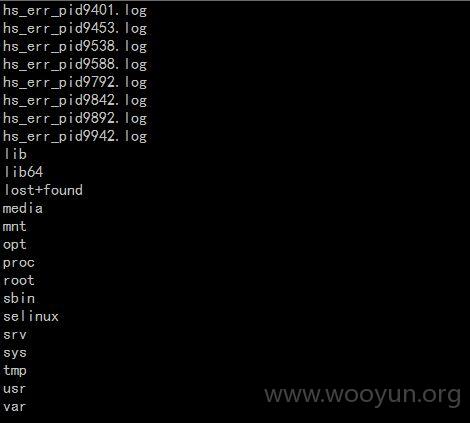 hs_err_pid9401.log
hs_err_pid9453.log
hs_err_pid9538.log
hs_err_pid9588.log
hs_err_pid9792.log
hs_err_pid9842.log
hs_err_pid9892.log
hs_err_pid9942.log
lib
lib64
lost+found
media
mnt
opt
proc
root
sbin
selinux
srv
sys
tmp
usr
var
www.wooyun.org